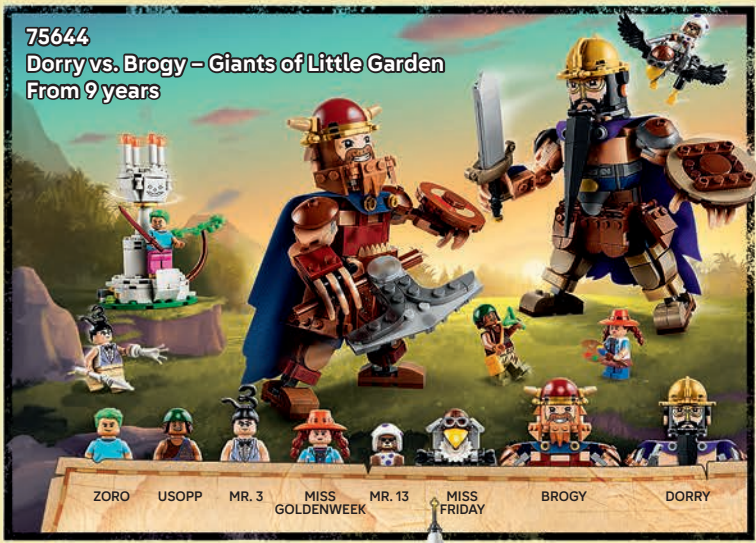 75644
Dorry vs. Brogy – Giants of Little Garden
From 9 years
ZORO
USOPP
MR. 3
MISS
GOLDENWEEK
MR. 13
MISS
FRIDAY
BROGY
DORRY